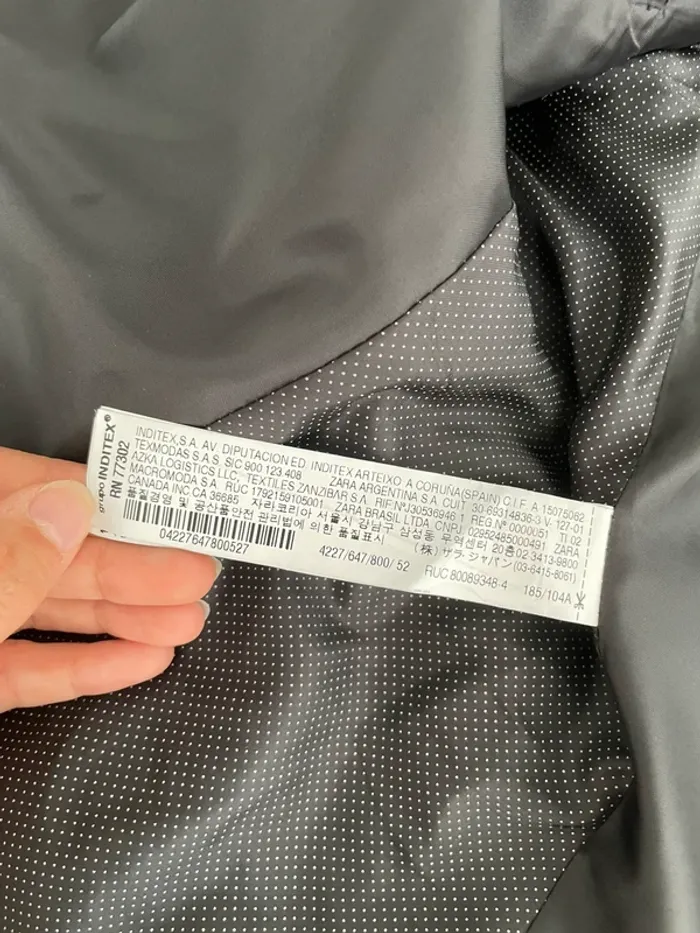 grupo INDITEX®
RN 77302
INDITEX,S.A. AV. DIPUTACION ED. INDITEX ARTEIXO A CORUÑA (SPAIN) C.I.F. A 15075062
TEXMODAS S.A.S. SIC 900 123 408 ZARA ARGENTINA S.A. CUIT 30-69314836-3-V-127-01
AZKA LOGISTICS LLC, TEXTILES ZANZIBAR S.A. RIF NºJ30536946 1 REG Nº 0000051 TI 02
MACROMODA S.A. RUC 1792159105001 ZARA BRASIL LTDA. CNPJ 02952485000491 ZARA
CANADA INC CA 36685 자라코리아 서울시 강남구 삼성동 무역센터 20층 02 3413-9800
품질경영 및 공산품안전 관리법에 의한 품질표시 (株) ザラ ジャパン (03-6415-8061)
04227647800527 4227/647/800/ 52 RUC 80089348-4 185/104A
1